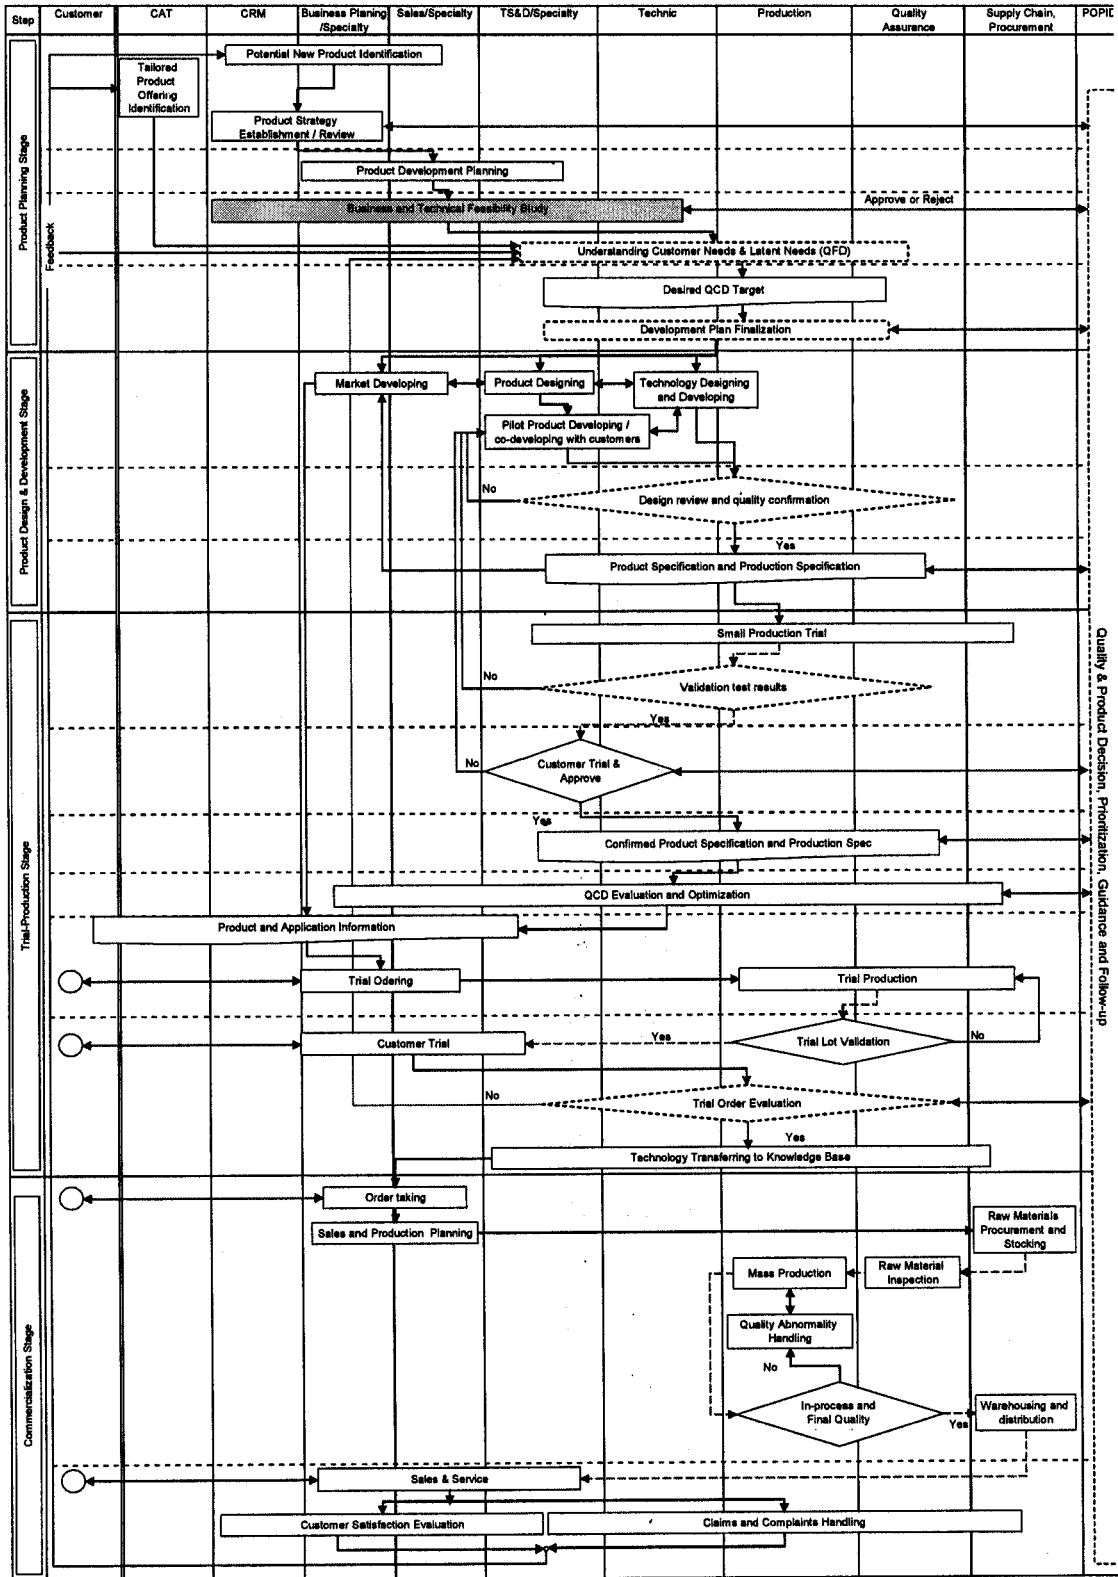 Step
Customer
CAT
CRM
Business Planing
/Specialty
Sales/Specialty
TS&D/Specialty
Technic
Production
Quality
Assurance
Supply Chain,
Procurement
POPID
Product Planning Stage
Feedback
Potential New Product Identification
Tailored
Product
Offering
Identification
Product Strategy
Establishment / Review
Product Development Planning
Business and Technical Feasibility Study
Approve or Reject
Understanding Customer Needs & Latent Needs (QFD)
Desired QCD Target
Development Plan Finalization
Product Design & Development Stage
Market Developing
Product Designing
Technology Designing
and Developing
Pilot Product Developing /
co-developing with customers
No
Design review and quality confirmation
Yes
Product Specification and Production Specification
Trial-Production Stage
Small Production Trial
No
Validation test results
Yes
No
Customer Trial &
Approve
Yes
Confirmed Product Specification and Production Spec
QCD Evaluation and Optimization
Product and Application Information
Trial Odering
Trial Production
Customer Trial
Yes
Trial Lot Validation
No
No
Trial Order Evaluation
Yes
Technology Transferring to Knowledge Base
Quality & Product Decision, Prioritization, Guidance and Follow-up
Commercialization Stage
Order taking
Sales and Production Planning
Raw Materials
Procurement and
Stocking
Mass Production
Raw Material
Inspection
Quality Abnormality
Handling
No
In-process and
Final Quality
Yes
Warehousing and
distribution
Sales & Service
Customer Satisfaction Evaluation
Claims and Complaints Handling